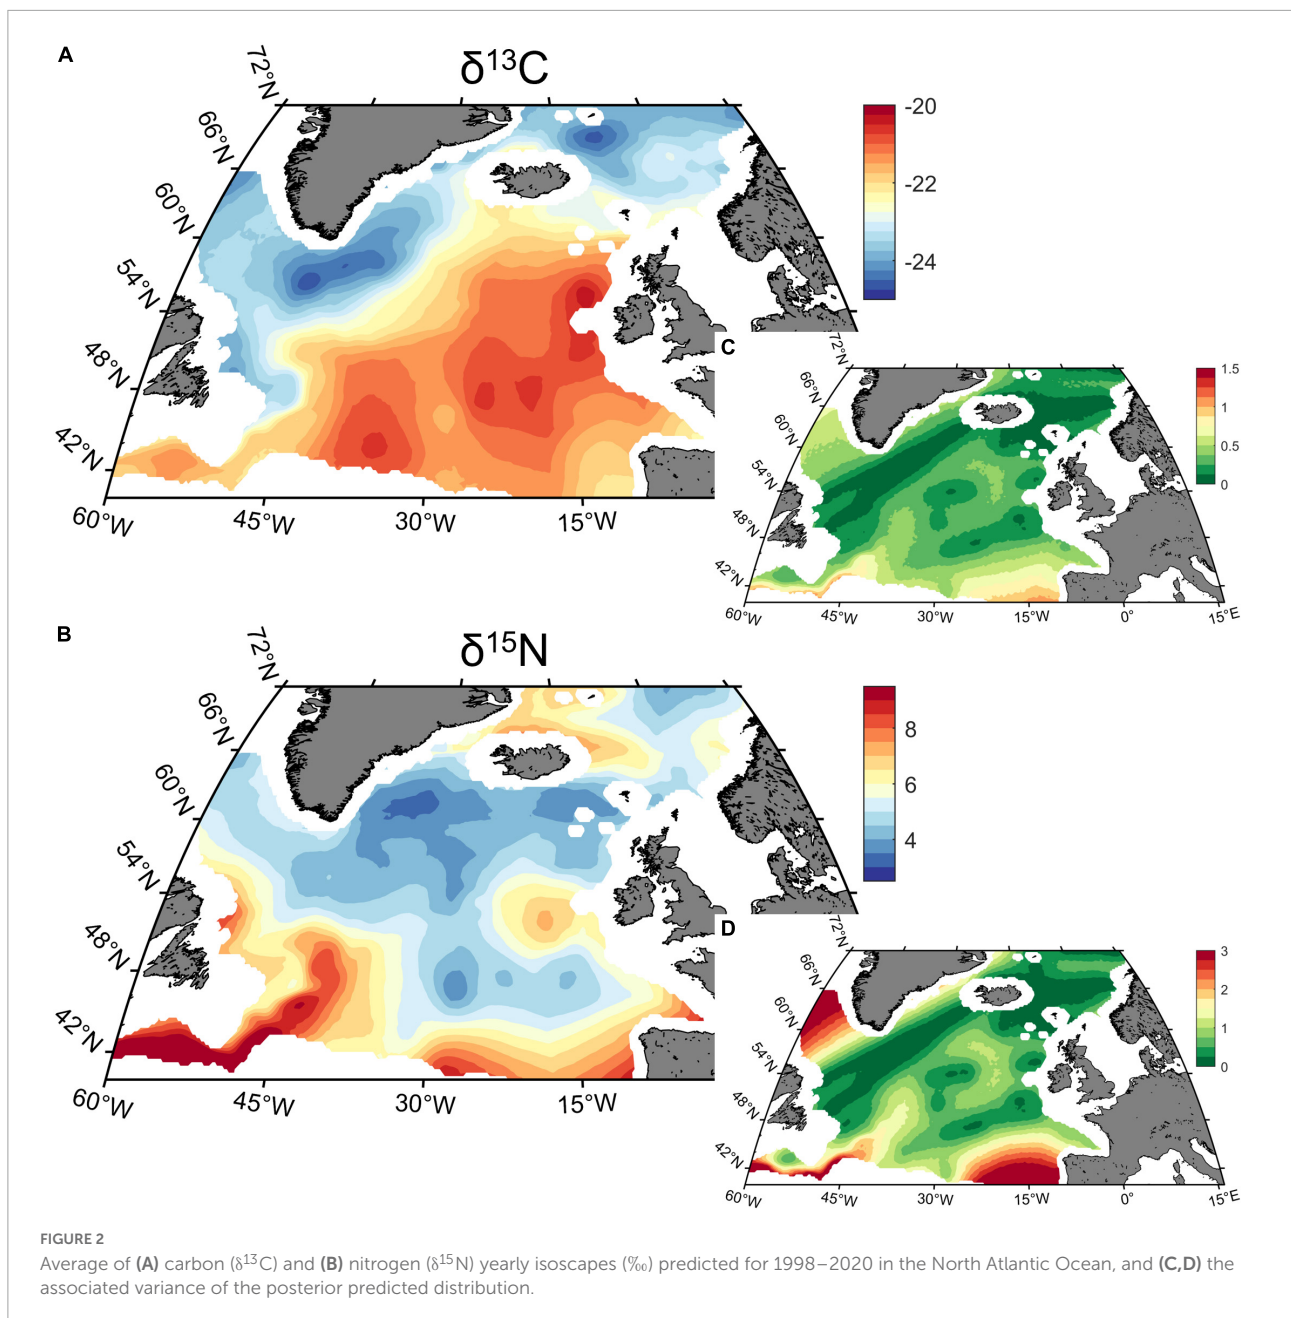 A
δ13C
72°N
66°N
60°N
54°N
48°N
42°N
60°W
45°W
30°W
15°W
-20
-22
-24
C
72°N
66°N
60°N
54°N
48°N
42°N
60°W
45°W
30°W
15°W
0°
15°E
1.5
1
0.5
0
B
δ15N
72°N
66°N
60°N
54°N
48°N
42°N
60°W
45°W
30°W
15°W
8
6
4
D
72°N
66°N
60°N
54°N
48°N
42°N
60°W
45°W
30°W
15°W
0°
15°E
3
2
1
0
FIGURE 2
Average of (A) carbon (δ13C) and (B) nitrogen (δ15N) yearly isoscapes (‰) predicted for 1998–2020 in the North Atlantic Ocean, and (C,D) the
associated variance of the posterior predicted distribution.